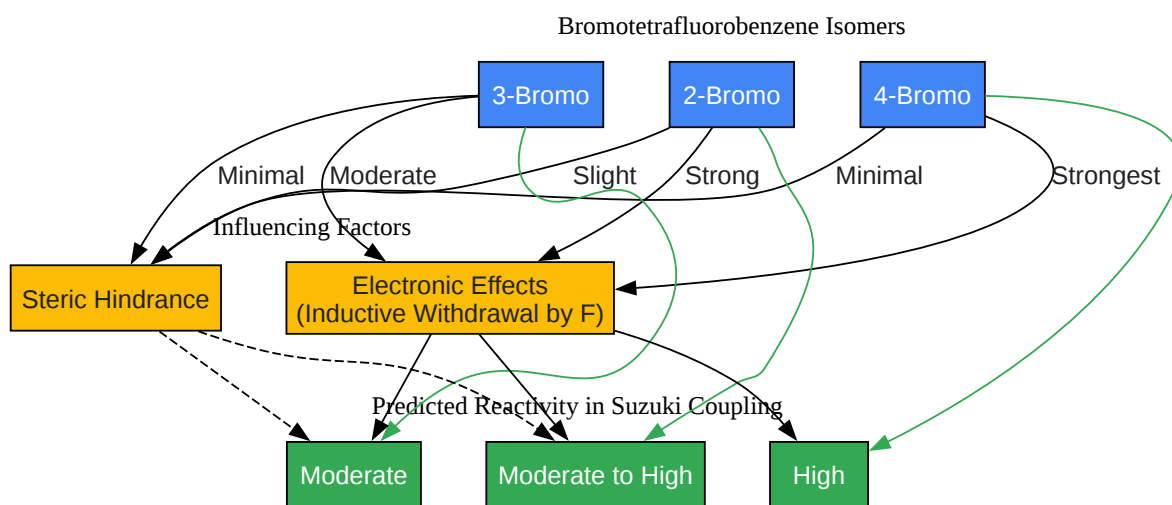 Bromotetrafluorobenzene Isomers
3-Bromo
2-Bromo
4-Bromo
Minimal
Moderate
Slight
Strong
Minimal
Strongest
Influencing Factors
Steric Hindrance
Electronic Effects
(Inductive Withdrawal by F)
Predicted Reactivity in Suzuki Coupling
Moderate
Moderate to High
High